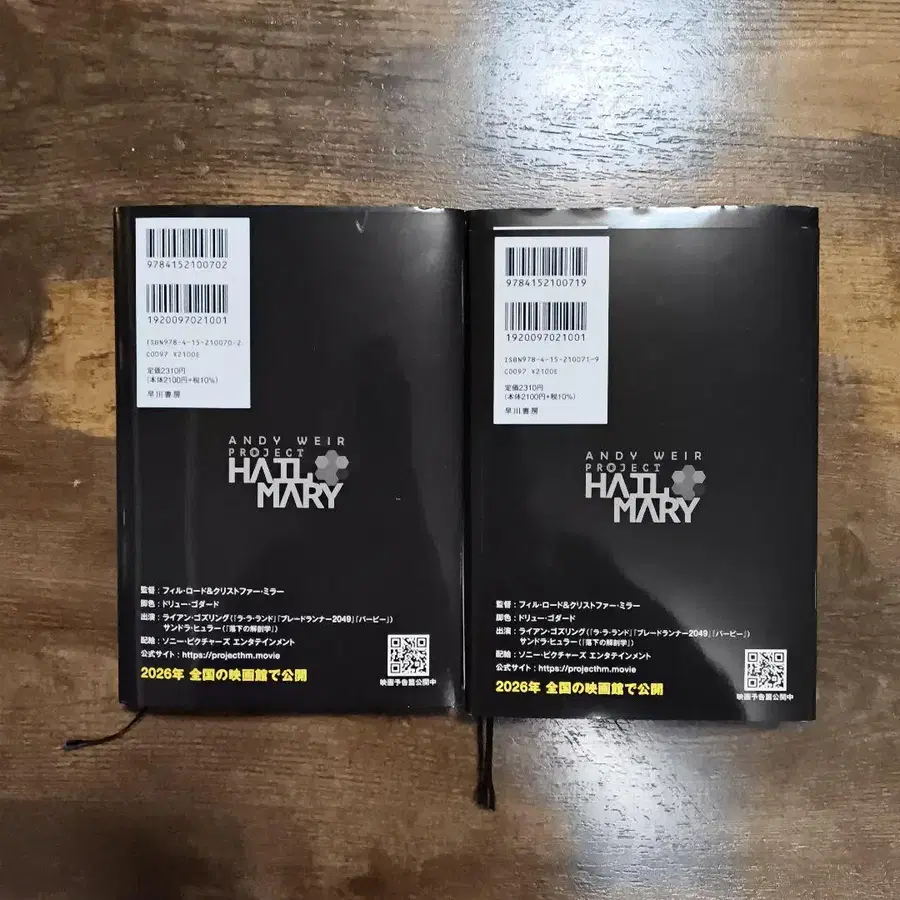 9784152100702
1920097021001
ISBN978-4-15-210070-2
C0097 ¥2100E
定価2310円
(本体2100円+税10%)
早川書房
ANDY WEIR
PROJECT
HAIL
MARY
監督:フィル・ロード&クリストファー・ミラー
脚色:ドリュー・ゴダード
出演:ライアン・ゴズリング(『ラ・ラ・ランド』『ブレードランナー2049』『バービー』)
サンドラ・ヒュラー(『落下の解剖学』)
配給:ソニー・ピクチャーズ エンタテインメント
公式サイト:https://projecthm.movie
2026年 全国の映画館で公開
映画予告篇公開中
9784152100719
1920097021001
ISBN978-4-15-210071-9
C0097 ¥2100E
定価2310円
(本体2100円+税10%)
早川書房
ANDY WEIR
PROJECT
HAIL
MARY
監督:フィル・ロード&クリストファー・ミラー
脚色:ドリュー・ゴダード
出演:ライアン・ゴズリング(『ラ・ラ・ランド』『ブレードランナー2049』『バービー』)
サンドラ・ヒュラー(『落下の解剖学』)
配給:ソニー・ピクチャーズ エンタテインメント
公式サイト:https://projecthm.movie
2026年 全国の映画館で公開
映画予告篇公開中